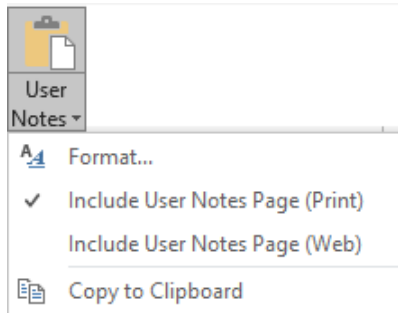 User
Notes
Format...
Include User Notes Page (Print)
Include User Notes Page (Web)
Copy to Clipboard